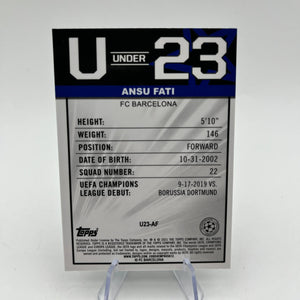 U UNDER 23
ANSU FATI
FC BARCELONA
HEIGHT: 5'10"
WEIGHT: 146
POSITION: FORWARD
DATE OF BIRTH: 10-31-2002
SQUAD NUMBER: 22
UEFA CHAMPIONS LEAGUE DEBUT: 9-17-2019 VS. BORUSSIA DORTMUND
U23-AF
Topps